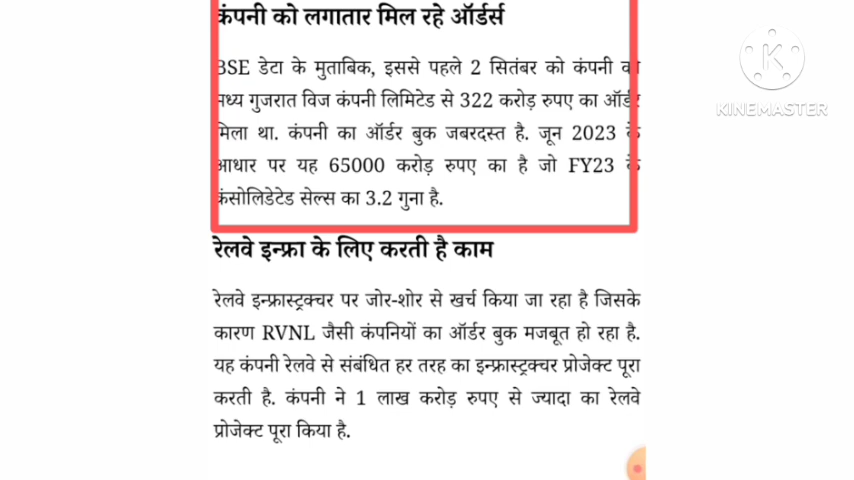 कंपनी को लगातार मिल रहे ऑर्डर्स
BSE डेटा के मुताबिक, इससे पहले 2 सितंबर को कंपनी को
मध्य गुजरात विज कंपनी लिमिटेड से 322 करोड़ रुपए का ऑर्डर
मिला था. कंपनी का ऑर्डर बुक जबरदस्त है. जून 2023 के
आधार पर यह 65000 करोड़ रुपए का है जो FY23 के
कंसोलिडेटेड सेल्स का 3.2 गुना है.
रेलवे इन्फ्रा के लिए करती है काम
रेलवे इन्फ्रास्ट्रक्चर पर जोर-शोर से खर्च किया जा रहा है जिसके
कारण RVNL जैसी कंपनियों का ऑर्डर बुक मजबूत हो रहा है.
यह कंपनी रेलवे से संबंधित हर तरह का इन्फ्रास्ट्रक्चर प्रोजेक्ट पूरा
करती है. कंपनी ने 1 लाख करोड़ रुपए से ज्यादा का रेलवे
प्रोजेक्ट पूरा किया है.
K
KINEMASTER